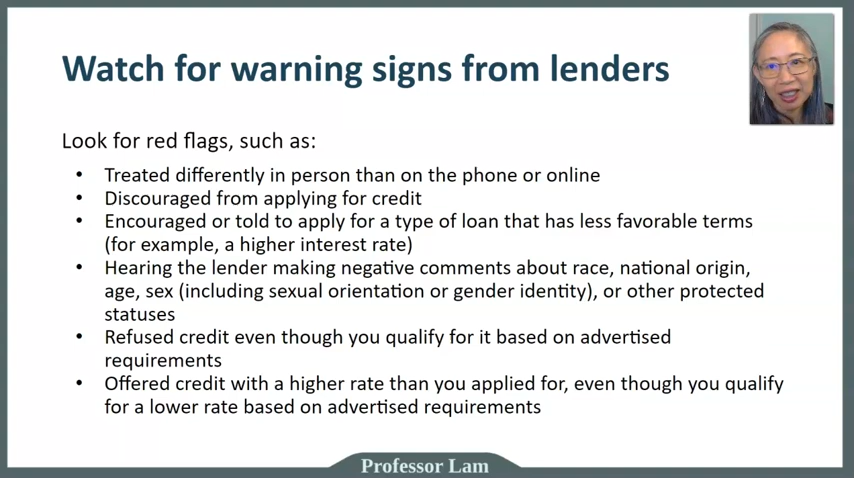 Watch for warning signs from lenders
Look for red flags, such as:
• Treated differently in person than on the phone or online
• Discouraged from applying for credit
• Encouraged or told to apply for a type of loan that has less favorable terms
(for example, a higher interest rate)
• Hearing the lender making negative comments about race, national origin,
age, sex (including sexual orientation or gender identity), or other protected
statuses
• Refused credit even though you qualify for it based on advertised
requirements
• Offered credit with a higher rate than you applied for, even though you qualify
for a lower rate based on advertised requirements
Professor Lam